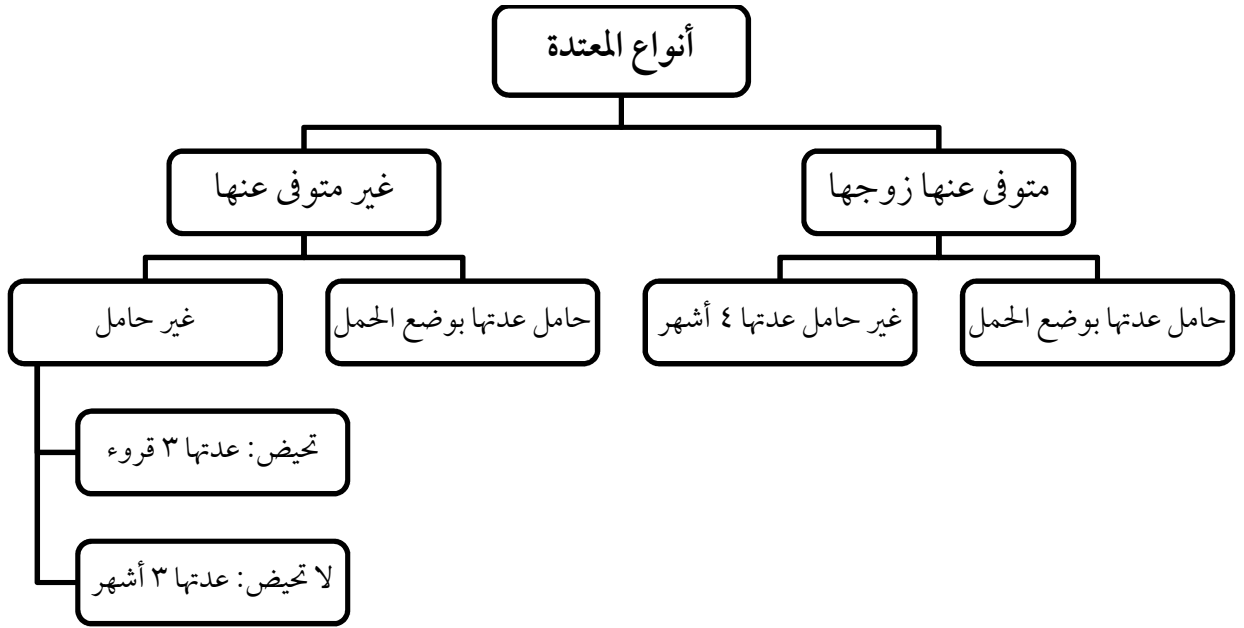 أنواع المعتدة
متوفى عنها زوجها
غير متوفى عنها
حامل عدتها بوضع الحمل
غير حامل عدتها ٤ أشهر
حامل عدتها بوضع الحمل
غير حامل
تحيض: عدتها ٣ قروء
لا تحيض: عدتها ٣ أشهر